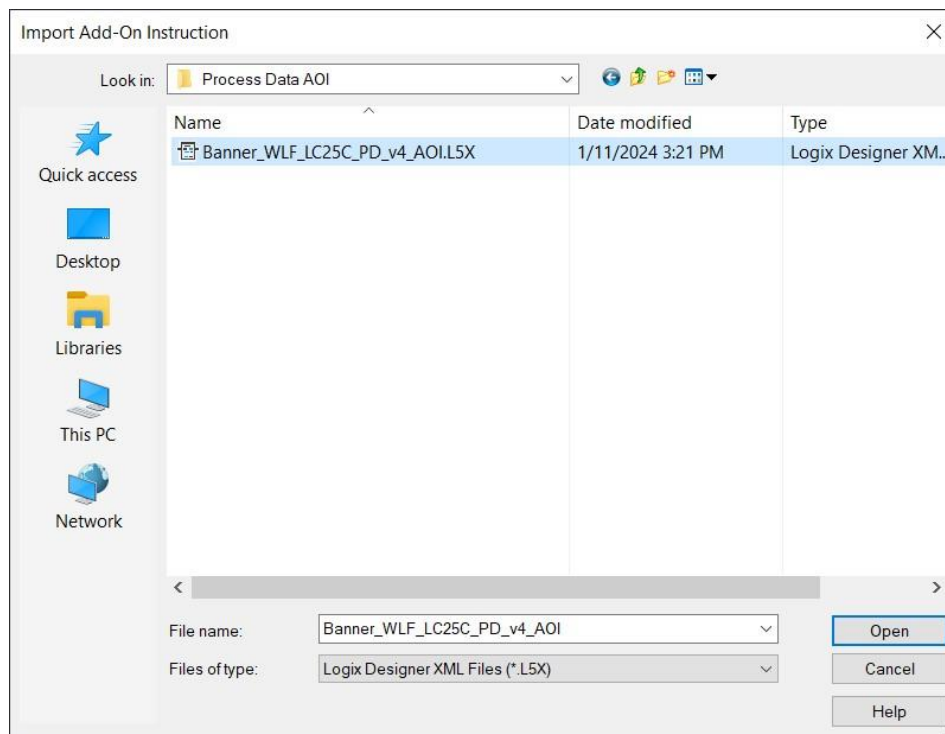 Import Add-On Instruction
Look in: Process Data AOI
Name Date modified Type
Banner_WLF_LC25C_PD_v4_AOI.L5X 1/11/2024 3:21 PM Logix Designer XM...
Quick access
Desktop
Libraries
This PC
Network
File name: Banner_WLF_LC25C_PD_v4_AOI Open
Files of type: Logix Designer XML Files (*.L5X) Cancel
Help